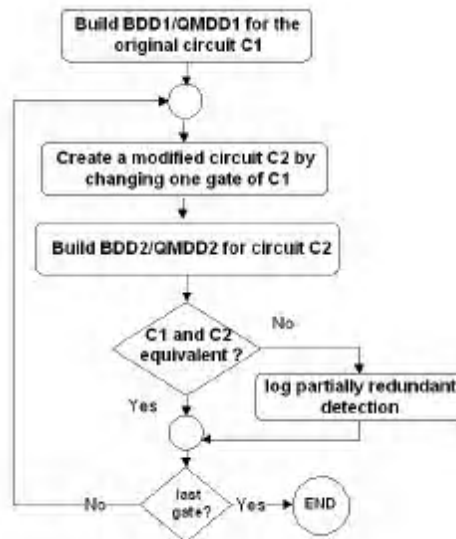 Build BDD1/QMDD1 for the
original circuit C1
Create a modified circuit C2 by
changing one gate of C1
Build BDD2/QMDD2 for circuit C2
C1 and C2
equivalent ?
No
Yes
log partially redundant
detection
last
gate?
No
Yes
END